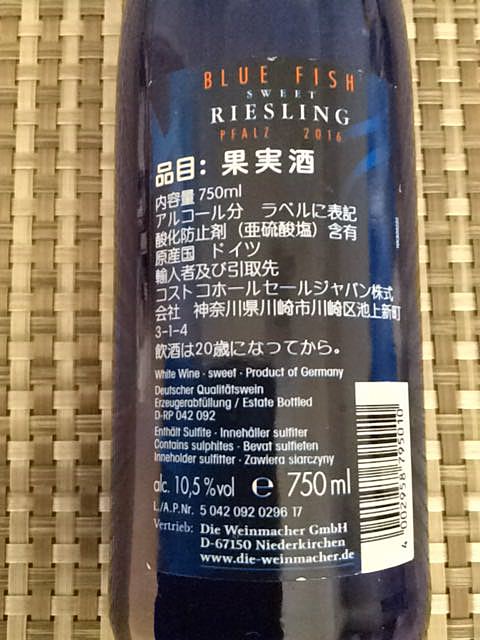 BLUE FISH
SWEET
RIESLING
PFALZ 2016
品目: 果実酒
内容量 750ml
アルコール分 ラベルに表記
酸化防止剤（亜硫酸塩）含有
原産国 ドイツ
輸入者及び引取先
コストコホールセールジャパン株式
会社 神奈川県川崎市川崎区池上新町
3-1-4
飲酒は20歳になってから。
White Wine · sweet · Product of Germany
Deutscher Qualitätswein
Erzeugerabfüllung / Estate Bottled
D-RP 042 092
Enthält Sulfite · Innehåller sulfiter
Contains sulphites · Bevat sulfieten
Inneholder sulfitter · Zawiera siarczyny
alc. 10,5 %vol ℮ 750 ml
L./A.P.Nr. 5 042 092 0296 17
Vertrieb: Die Weinmacher GmbH
D-67150 Niederkirchen
www.die-weinmacher.de
4 002958 795010